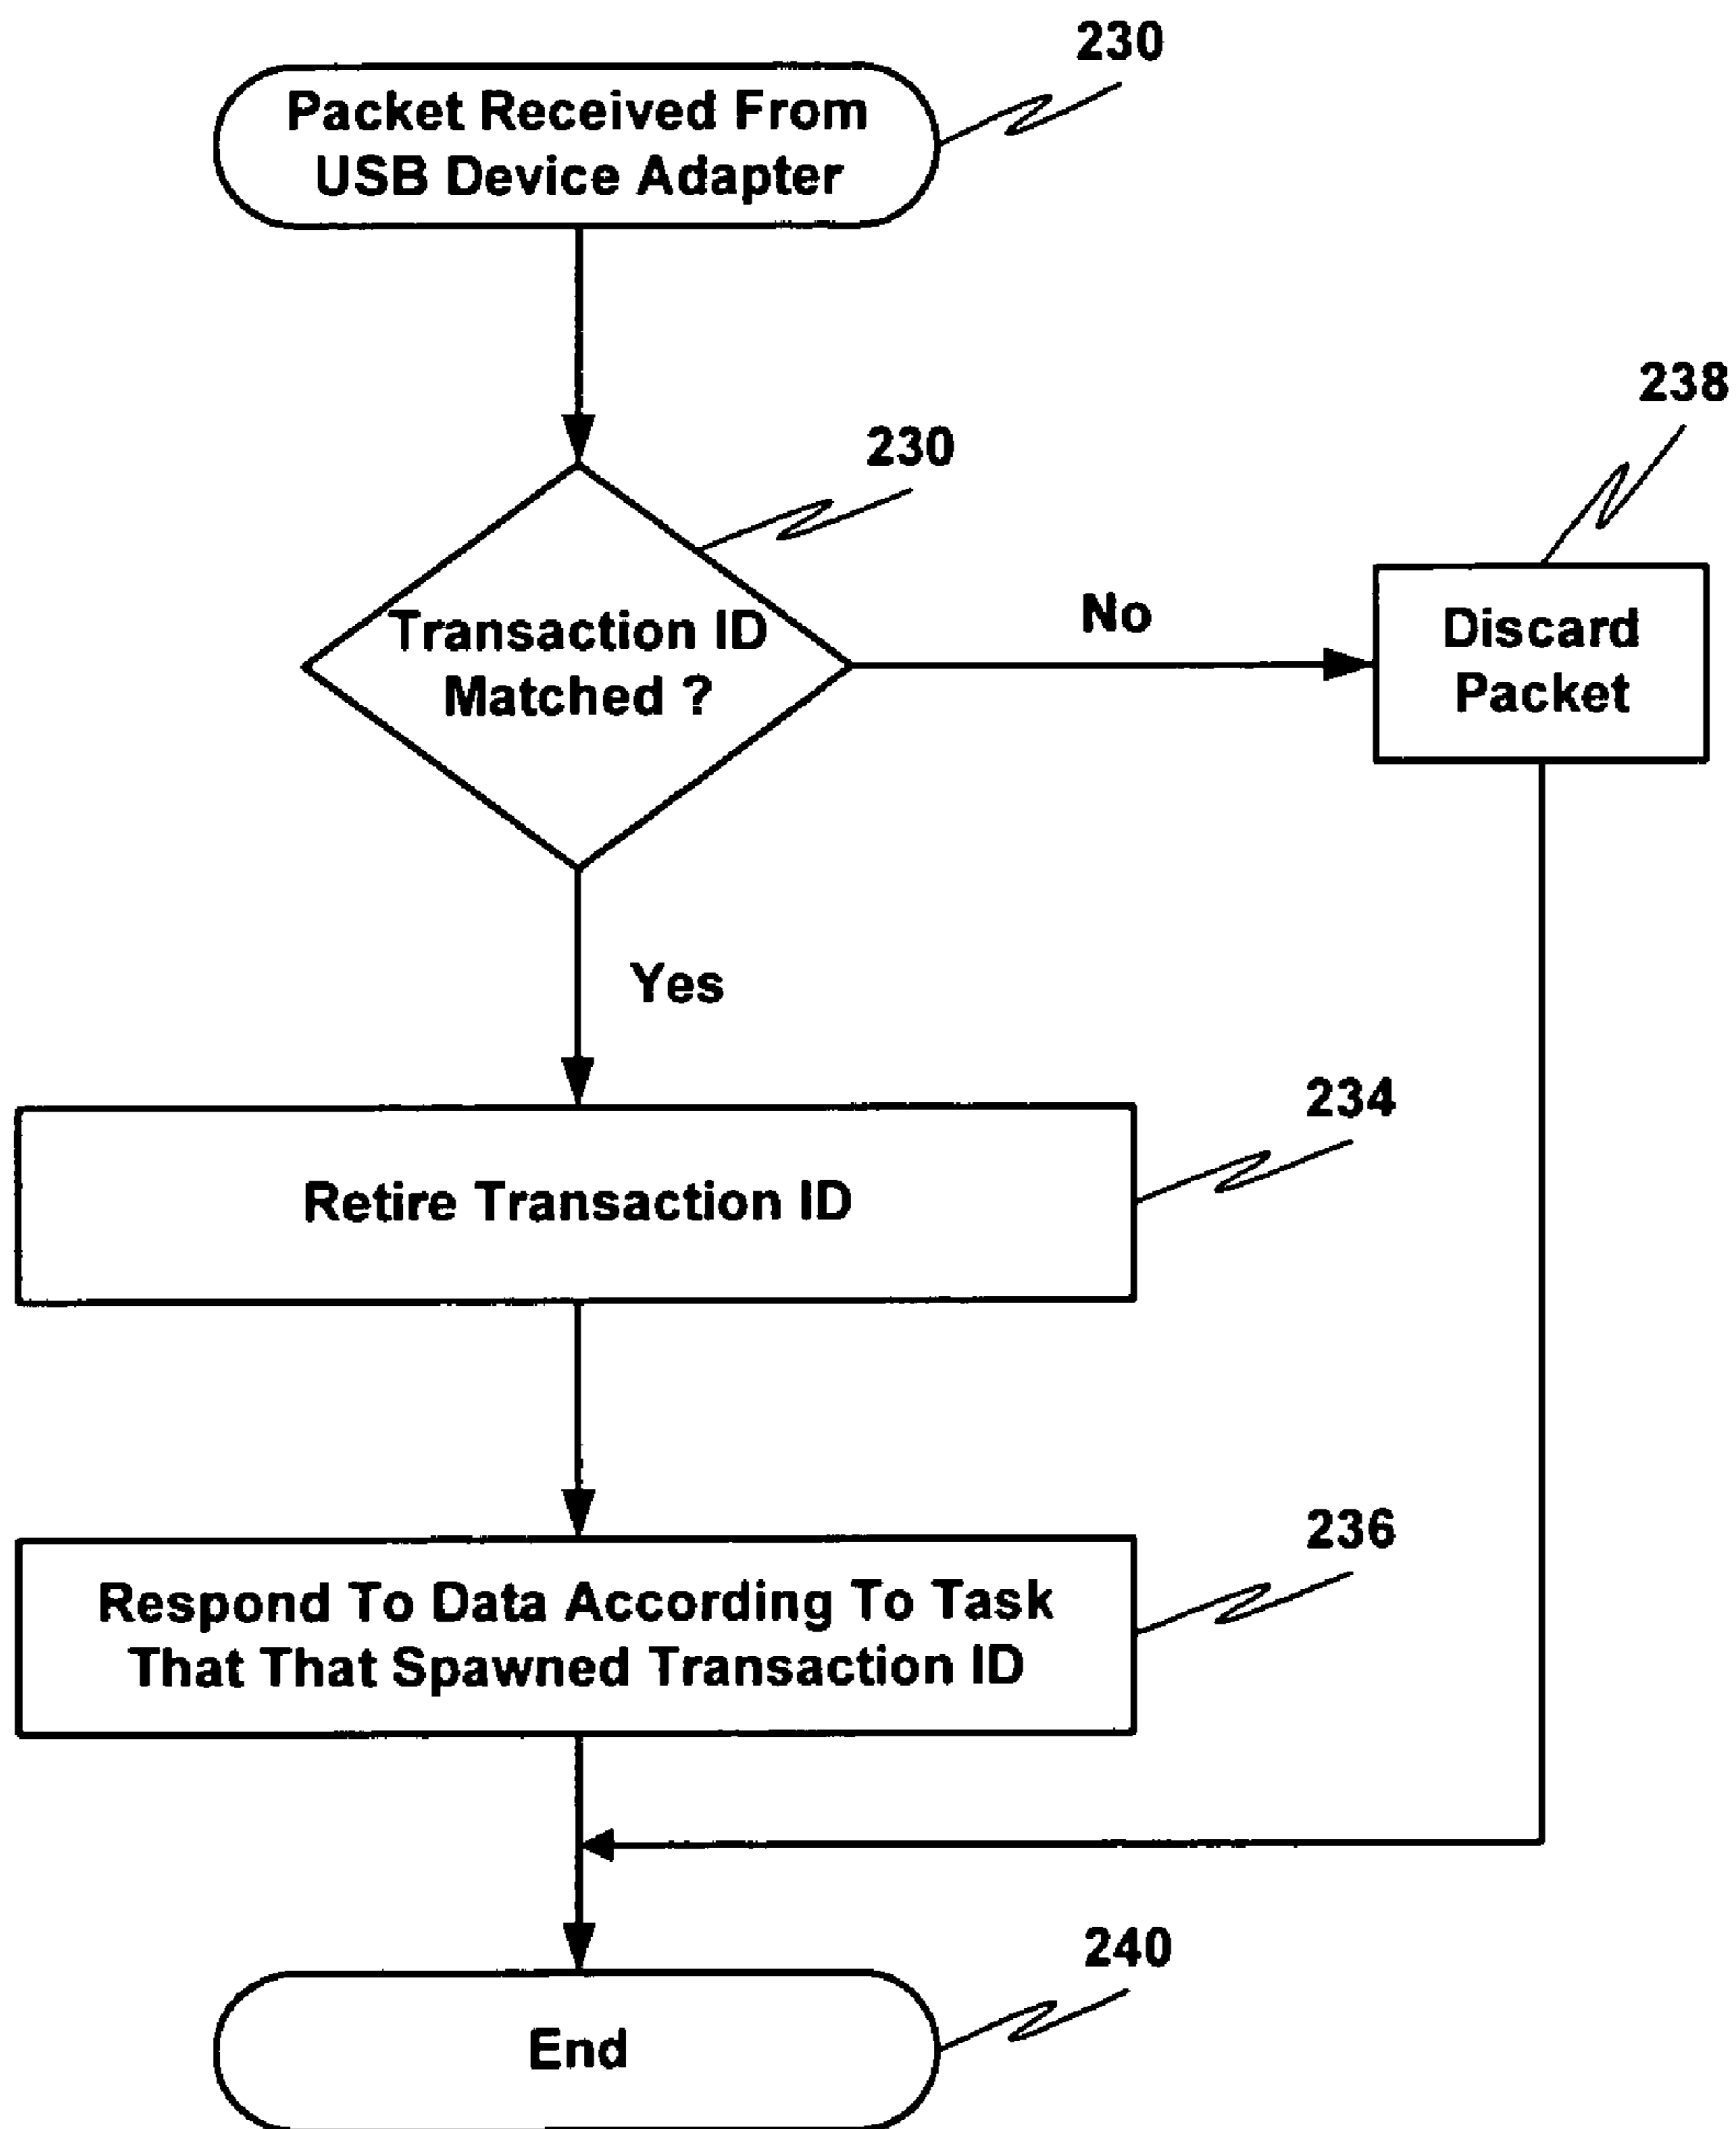 230
Packet Received From
USB Device Adapter
230
238
Transaction ID
Matched ?
No
Discard
Packet
Yes
234
Retire Transaction ID
236
Respond To Data According To Task
That That Spawned Transaction ID
240
End